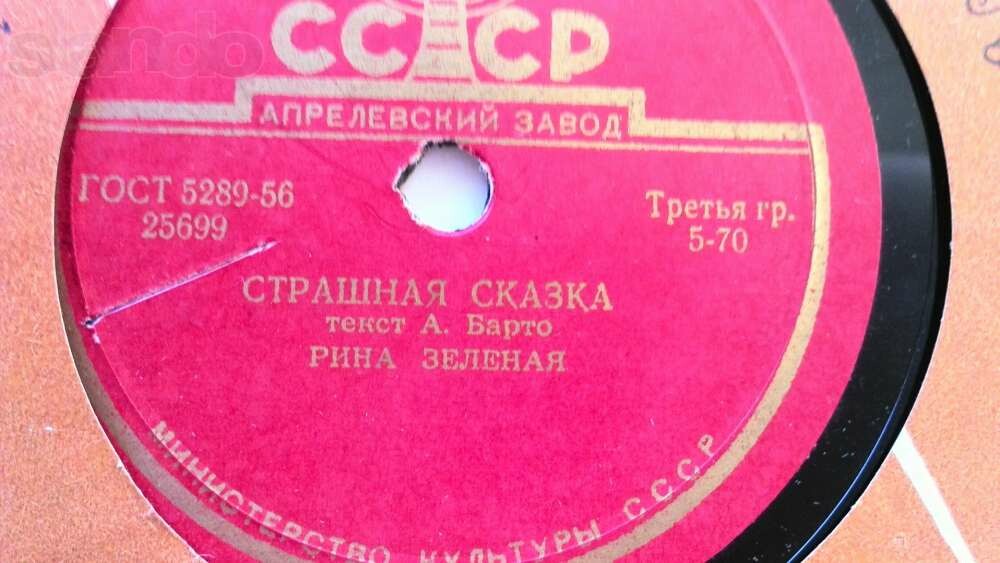 sendo
СССР
АПРЕЛЕВСКИЙ ЗАВОД
ГОСТ 5289-56
25699
Третья гр.
5-70
СТРАШНАЯ СКАЗКА
текст А. Барто
РИНА ЗЕЛЕНАЯ
МИНИСТЕРСТВО КУЛЬТУРЫ СССР